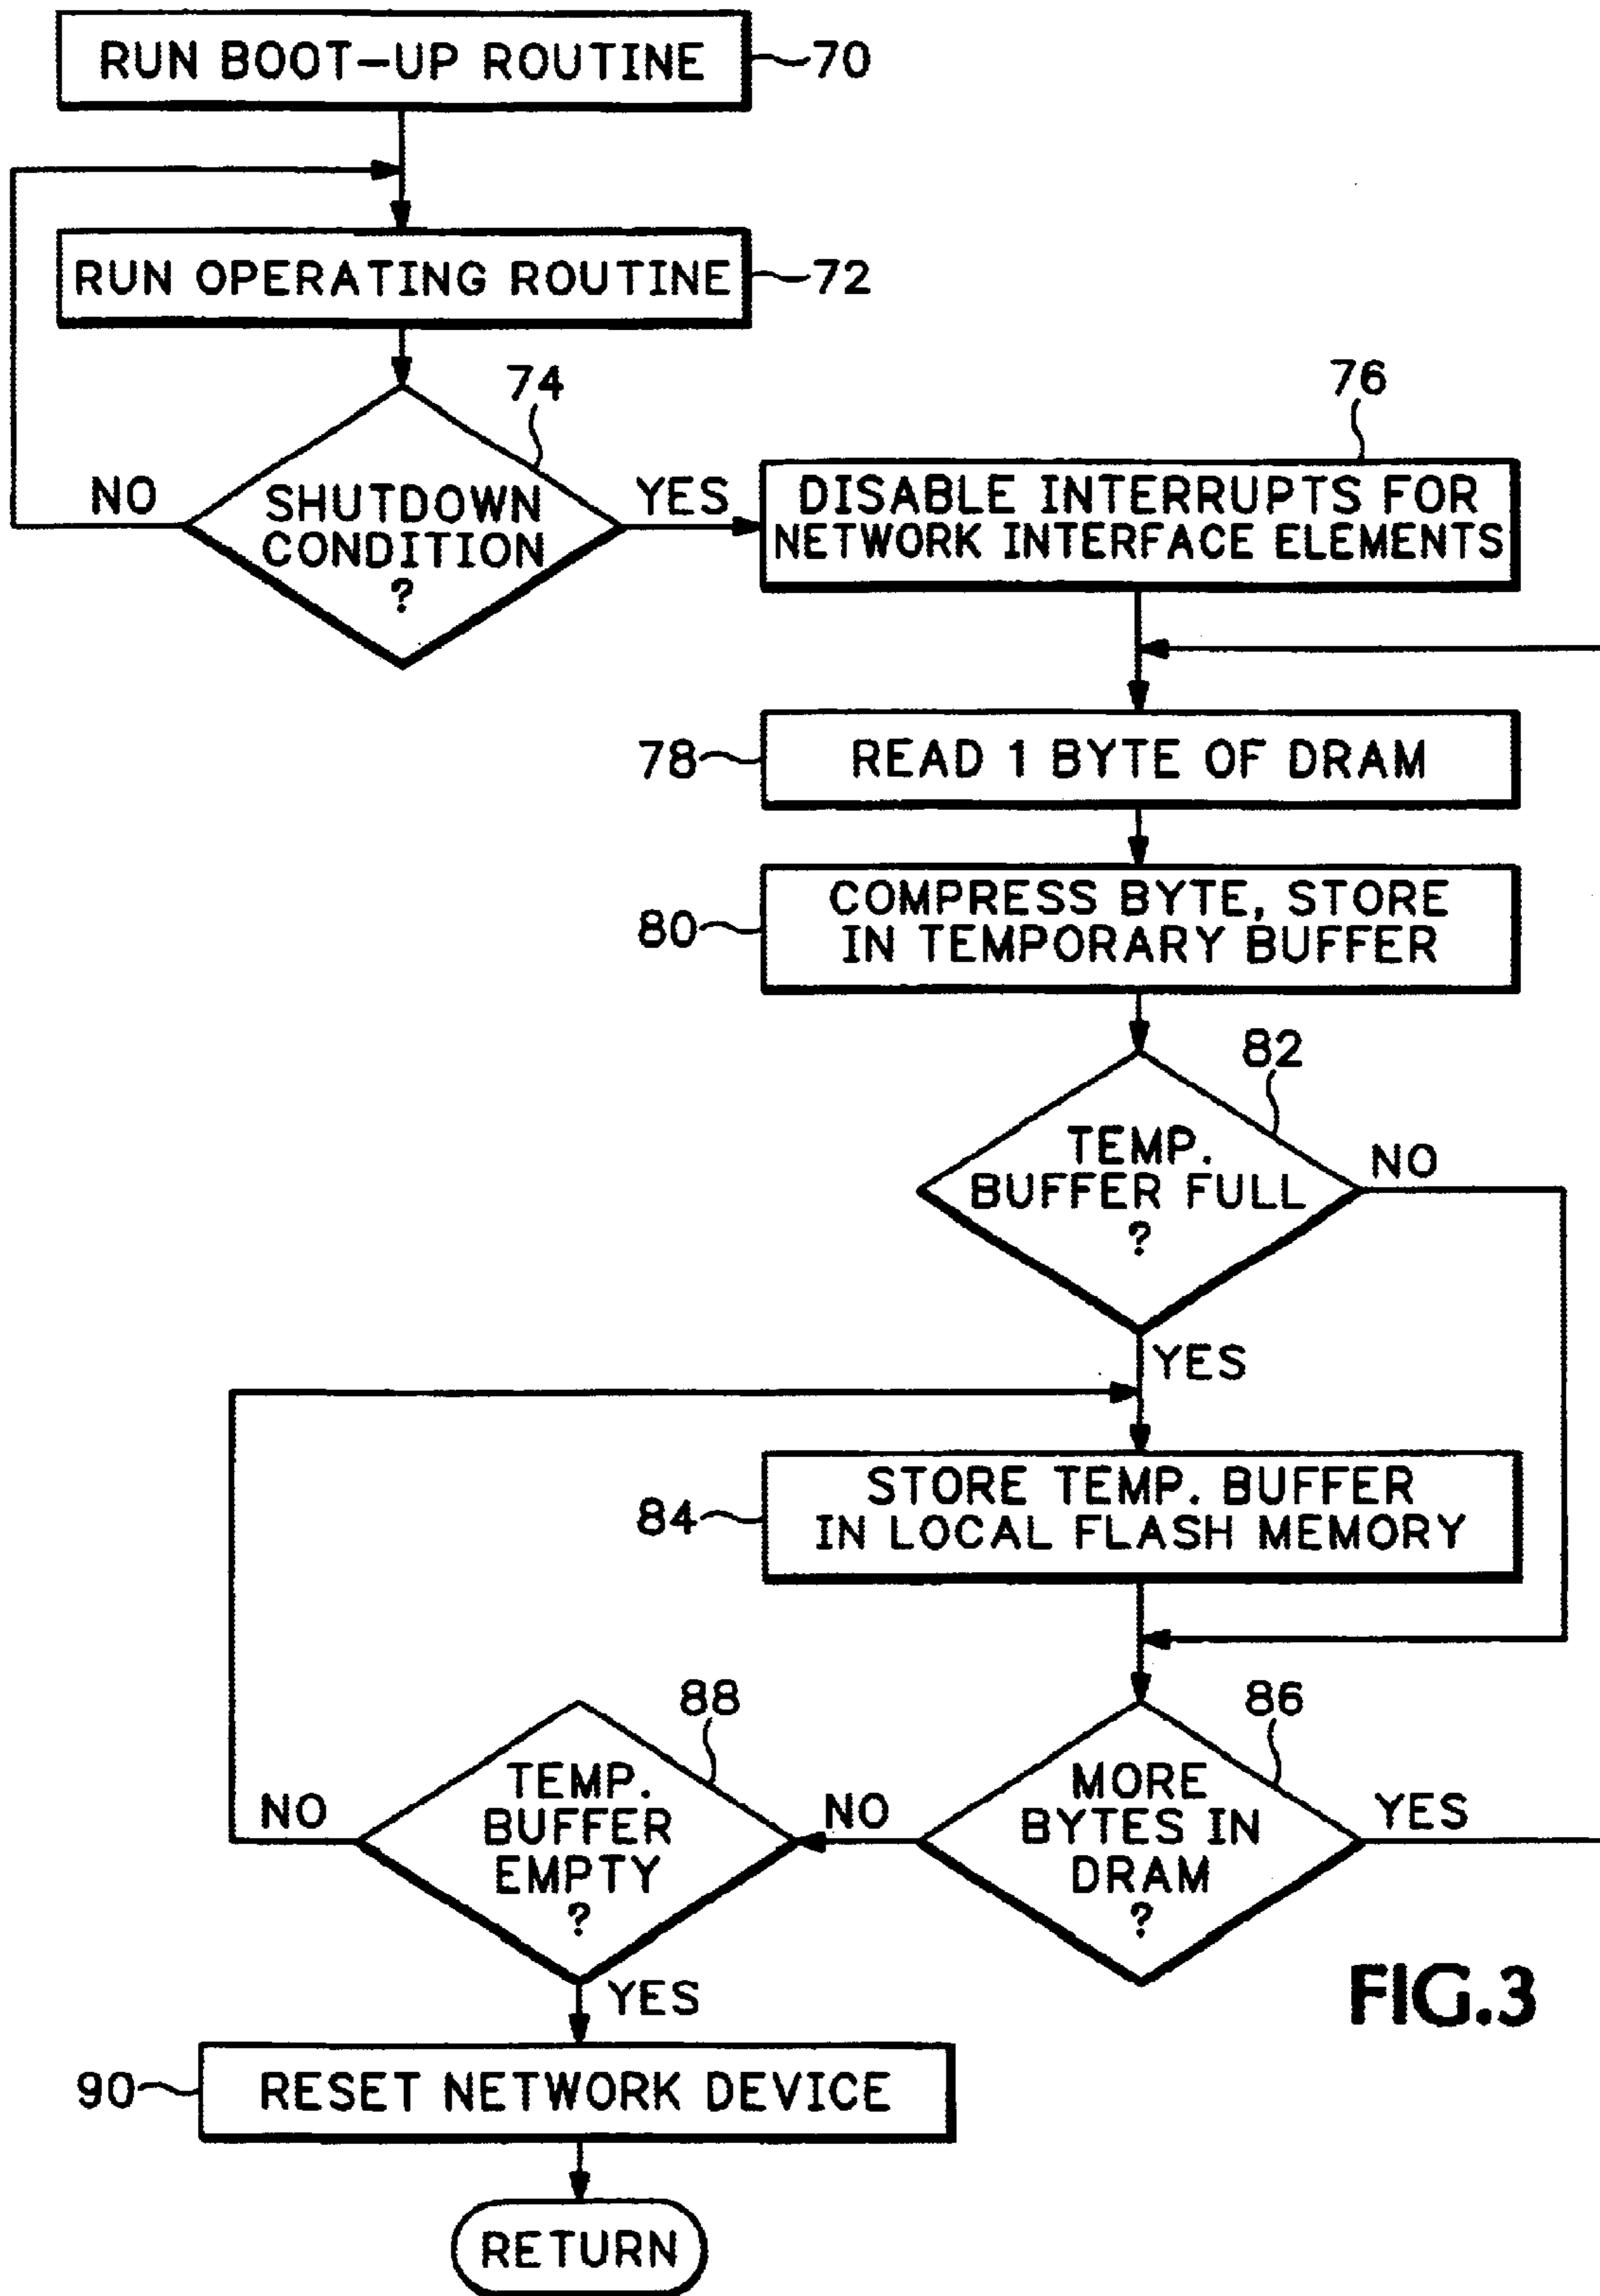 RUN BOOT-UP ROUTINE
70
RUN OPERATING ROUTINE
72
74
SHUTDOWN
CONDITION
?
NO
YES
76
DISABLE INTERRUPTS FOR
NETWORK INTERFACE ELEMENTS
78
READ 1 BYTE OF DRAM
80
COMPRESS BYTE, STORE
IN TEMPORARY BUFFER
82
TEMP.
BUFFER FULL
?
NO
YES
84
STORE TEMP. BUFFER
IN LOCAL FLASH MEMORY
86
MORE
BYTES IN
DRAM
?
YES
NO
88
TEMP.
BUFFER
EMPTY
?
NO
YES
90
RESET NETWORK DEVICE
RETURN
FIG.3